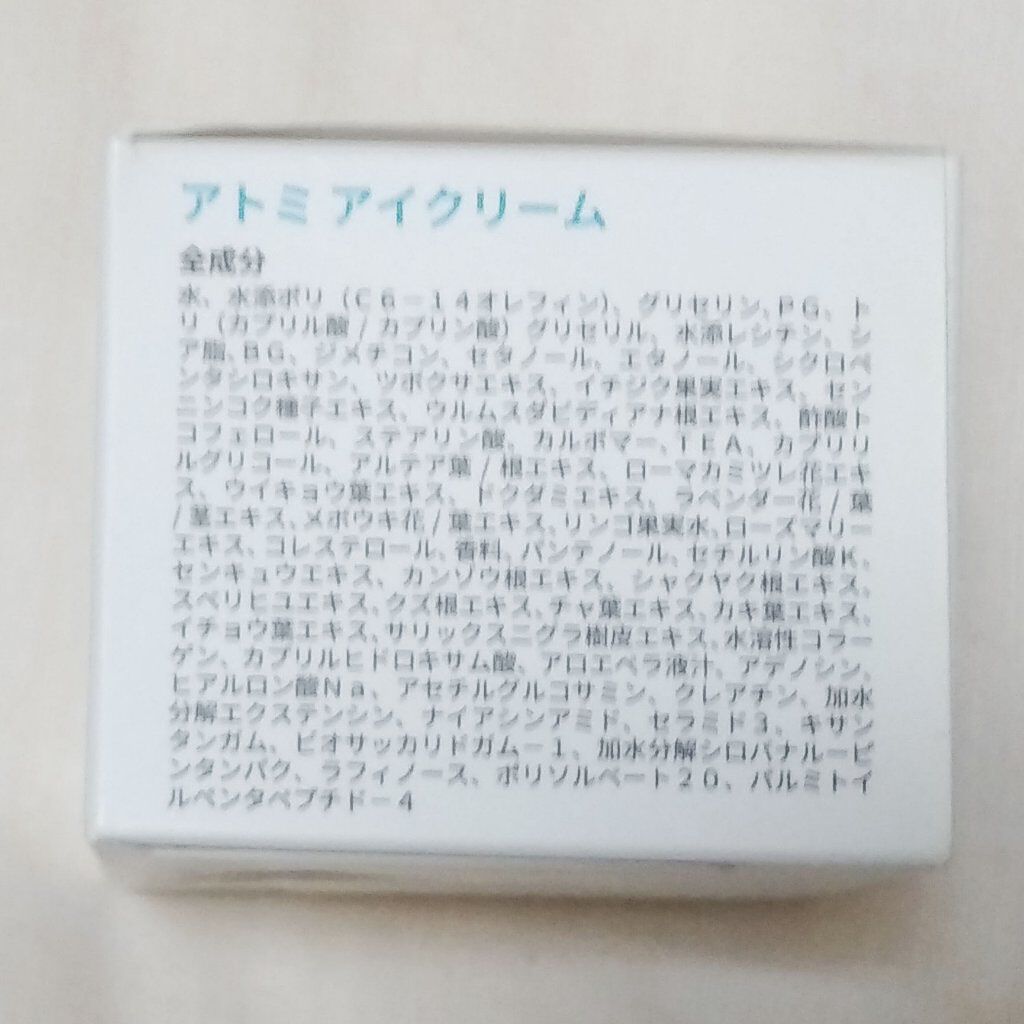 アトミ アイクリーム
全成分
水、水添ポリ（C6－14オレフィン）、グリセリン、PG、ト
リ（カプリル酸/カプリン酸）グリセリル、水添レシチン、シ
ア脂、BG、ジメチコン、セタノール、エタノール、シクロペ
ンタシロキサン、ツボクサエキス、イチジク果実エキス、セン
ニンコク種子エキス、ウルムスダビディアナ根エキス、酢酸ト
コフェロール、ステアリン酸、カルボマー、TEA、カプリリ
ルグリコール、アルテア葉/根エキス、ローマカミツレ花エキ
ス、ウイキョウ葉エキス、ドクダミエキス、ラベンダー花/葉
/茎エキス、メボウキ花/葉エキス、リンゴ果実水、ローズマリー
エキス、コレステロール、香料、パンテノール、セチルリン酸K、
センキュウエキス、カンゾウ根エキス、シャクヤク根エキス、
スベリヒユエキス、クズ根エキス、チャ葉エキス、カキ葉エキス、
イチョウ葉エキス、サリックスニグラ樹皮エキス、水溶性コラー
ゲン、カプリルヒドロキサム酸、アロエベラ液汁、アデノシン、
ヒアルロン酸Na、アセチルグルコサミン、クレアチン、加水
分解エクステンシン、ナイアシンアミド、セラミド3、キサン
タンガム、ビオサッカリドガム－1、加水分解シロバナルーピ
ンタンパク、ラフィノース、ポリソルベート20、パルミトイ
ルペンタペプチド－4